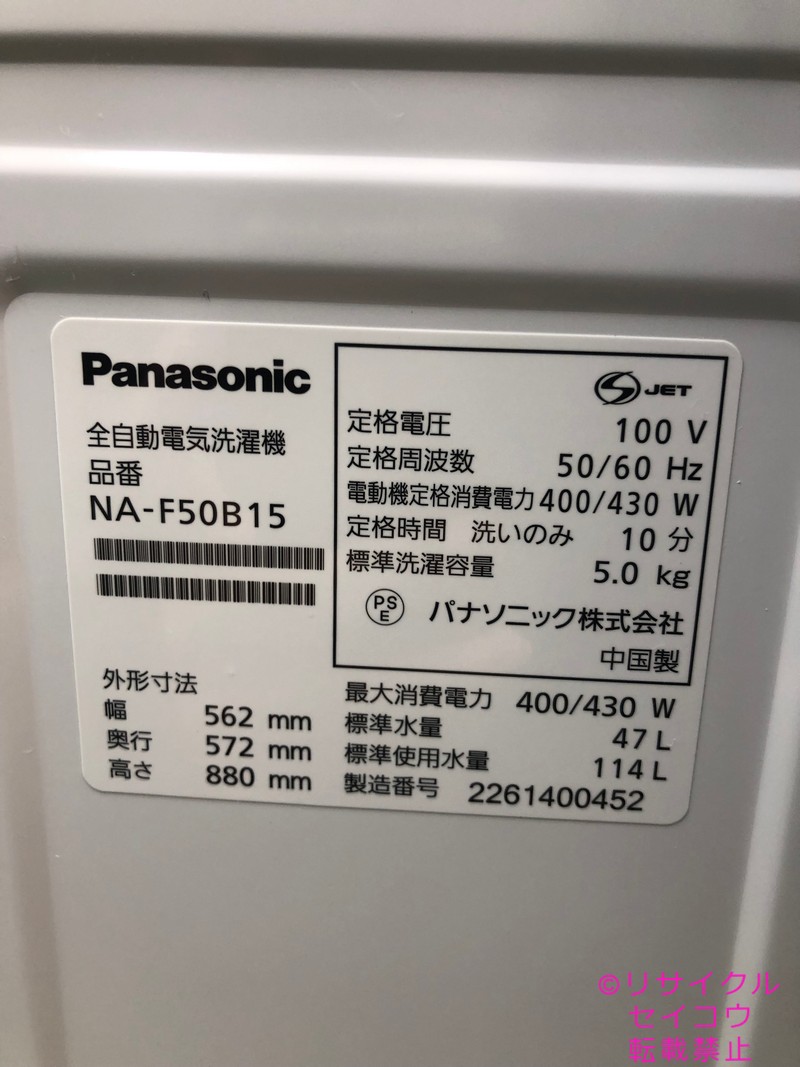 Panasonic
全自動電気洗濯機
品番
NA-F50B15
外形寸法
幅 562 mm
奥行 572 mm
高さ 880 mm
S JET
定格電圧 100 V
定格周波数 50/60 Hz
電動機定格消費電力 400/430 W
定格時間 洗いのみ 10 分
標準洗濯容量 5.0 kg
PS E パナソニック株式会社
中国製
最大消費電力 400/430 W
標準水量 47 L
標準使用水量 114 L
製造番号 2261400452
©リサイクル
セイコウ
転載禁止